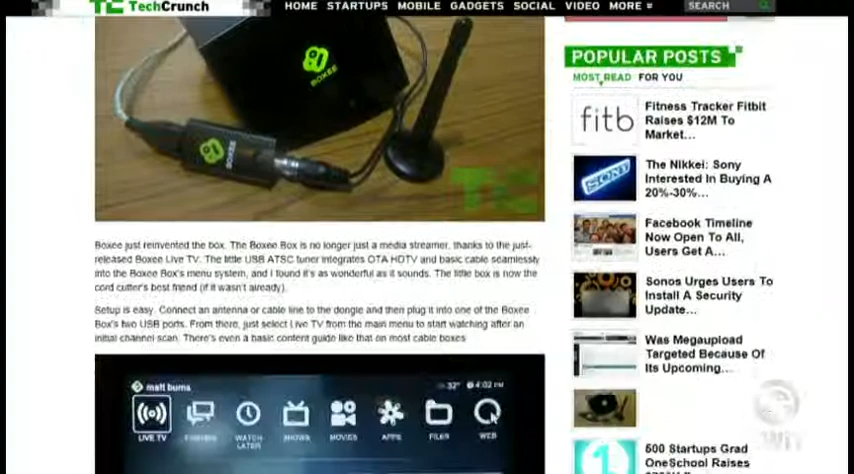 TC TechCrunch
HOME STARTUPS MOBILE GADGETS SOCIAL VIDEO MORE
SEARCH
BOXEE
BOXEE
TC
Boxee just reinvented the box. The Boxee Box is no longer just a media streamer, thanks to the just-
released Boxee Live TV. The little USB ATSC tuner integrates OTA HDTV and basic cable seamlessly
into the Boxee Box's menu system, and I found it's as wonderful as it sounds. The little box is now the
cord cutter's best friend (if it wasn't already).
Setup is easy. Connect an antenna or cable line to the dongle and then plug it into one of the Boxee
Box's two USB ports. From there, just select Live TV from the main menu to start watching after an
initial channel scan. There's even a basic content guide like that on most cable boxes
matt burns
32° 4:02 PM
LIVE TV
FRIENDS
WATCH
LATER
SHOWS
MOVIES
APPS
FILES
WEB
POPULAR POSTS
MOST READ FOR YOU
fitb
Fitness Tracker Fitbit
Raises $12M To
Market...
SONY
The Nikkei: Sony
Interested In Buying A
20%-30%...
Facebook Timeline
Now Open To All,
Users Get A...
Sonos Urges Users To
Install A Security
Update...
Was Megaupload
Targeted Because Of
Its Upcoming...
1
500 Startups Grad
OneSchool Raises